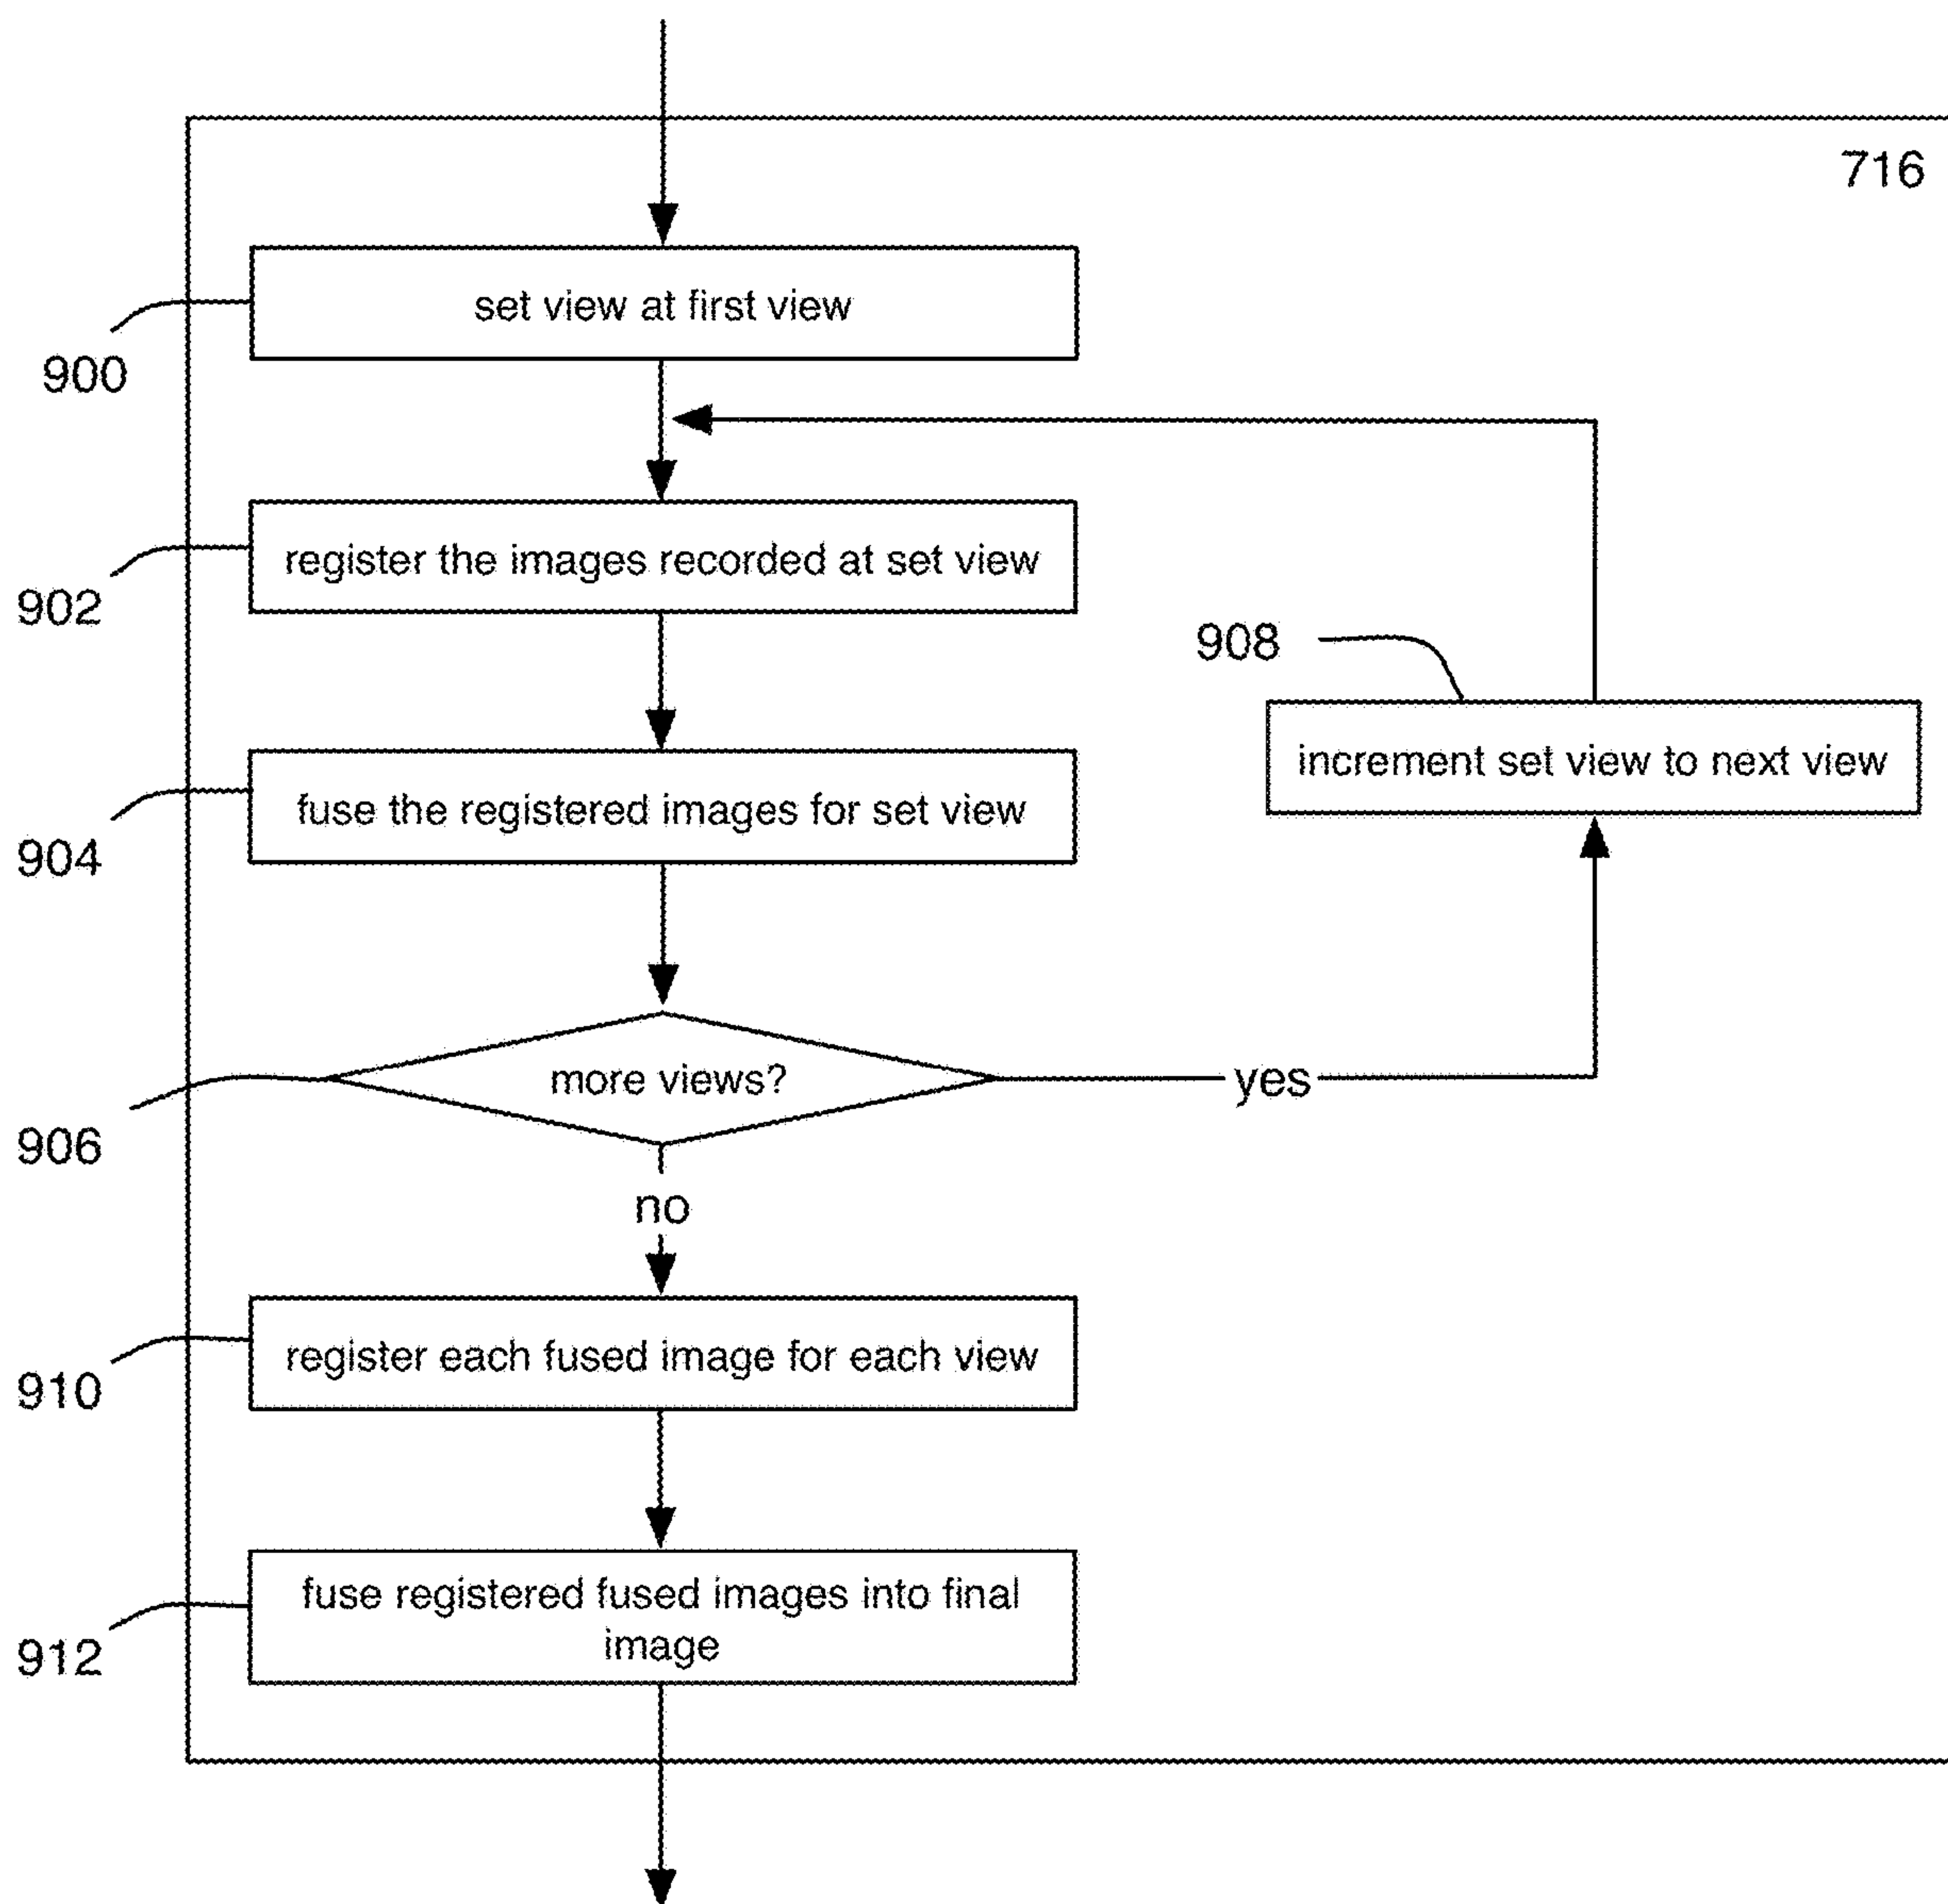 716
set view at first view
900
register the images recorded at set view
902
908
increment set view to next view
fuse the registered images for set view
904
more views?
yes
906
no
register each fused image for each view
910
fuse registered fused images into final
image
912